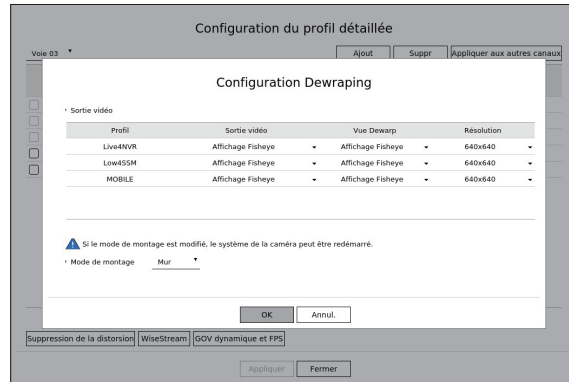 Configuration du profil détaillée
Voie 03
Ajout
Suppr
Appliquer aux autres canaux
Configuration Dewraping
Sortie vidéo
Profil Sortie vidéo Vue Dewarp Résolution
Live4NVR Affichage Fisheye Affichage Fisheye 640x640
Low4SSM Affichage Fisheye Affichage Fisheye 640x640
MOBILE Affichage Fisheye Affichage Fisheye 640x640
Si le mode de montage est modifié, le système de la caméra peut être redémarré.
Mode de montage Mur
OK Annul.
Suppression de la distorsion WiseStream GOV dynamique et FPS
Appliquer Fermer